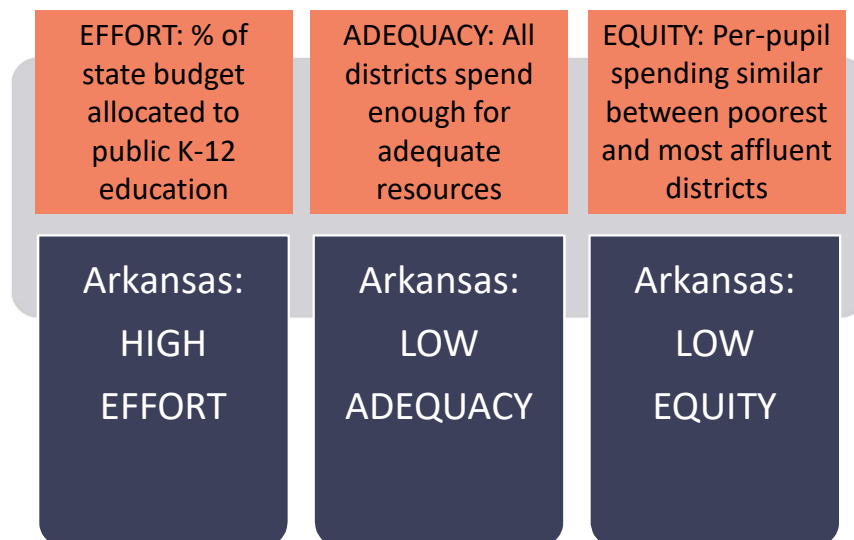 EFFORT: % of
state budget
allocated to
public K-12
education
ADEQUACY: All
districts spend
enough for
adequate
resources
EQUITY: Per-pupil
spending similar
between poorest
and most affluent
districts
Arkansas:
HIGH
EFFORT
Arkansas:
LOW
ADEQUACY
Arkansas:
LOW
EQUITY